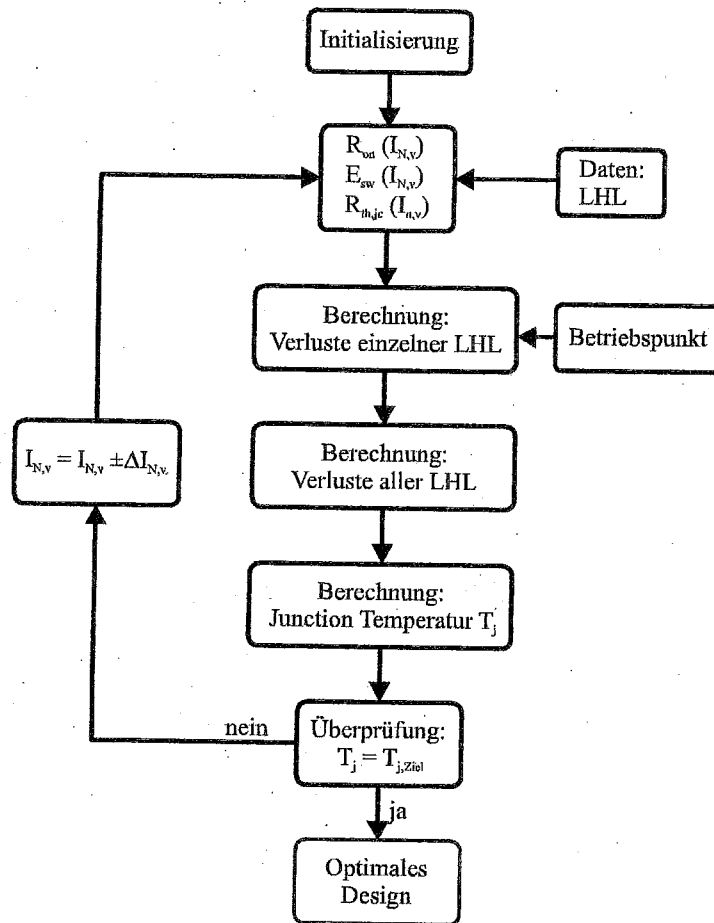 Initialisierung
R_on (I_N,v)
E_sw (I_N,v)
R_th,jc (I_n,v)
Daten:
LHL
Berechnung:
Verluste einzelner LHL
Betriebspunkt
I_N,v = I_N,v ±ΔI_N,v.
Berechnung:
Verluste aller LHL
Berechnung:
Junction Temperatur T_j
nein
Überprüfung:
T_j = T_j,Ziel
ja
Optimales
Design